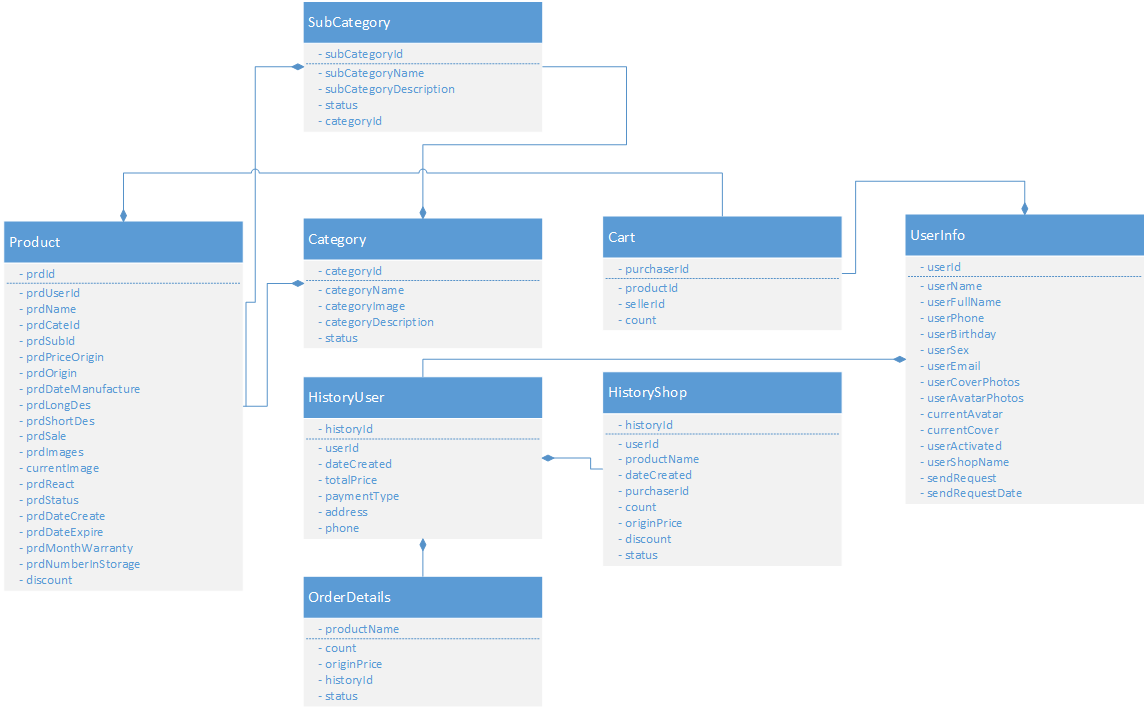 SubCategory
- subCategoryId
- subCategoryName
- subCategoryDescription
- status
- categoryId
Product
- prdId
- prdUserId
- prdName
- prdCateId
- prdSubId
- prdPriceOrigin
- prdOrigin
- prdDateManufacture
- prdLongDes
- prdShortDes
- prdSale
- prdImages
- currentImage
- prdReact
- prdStatus
- prdDateCreate
- prdDateExpire
- prdMonthWarranty
- prdNumberInStorage
- discount
Category
- categoryId
- categoryName
- categoryImage
- categoryDescription
- status
Cart
- purchaserId
- productId
- sellerId
- count
UserInfo
- userId
- userName
- userFullName
- userPhone
- userBirthday
- userSex
- userEmail
- userCoverPhotos
- userAvatarPhotos
- currentAvatar
- currentCover
- userActivated
- userShopName
- sendRequest
- sendRequestDate
HistoryUser
- historyId
- userId
- dateCreated
- totalPrice
- paymentType
- address
- phone
HistoryShop
- historyId
- userId
- productName
- dateCreated
- purchaserId
- count
- originPrice
- discount
- status
OrderDetails
- productName
- count
- originPrice
- historyId
- status